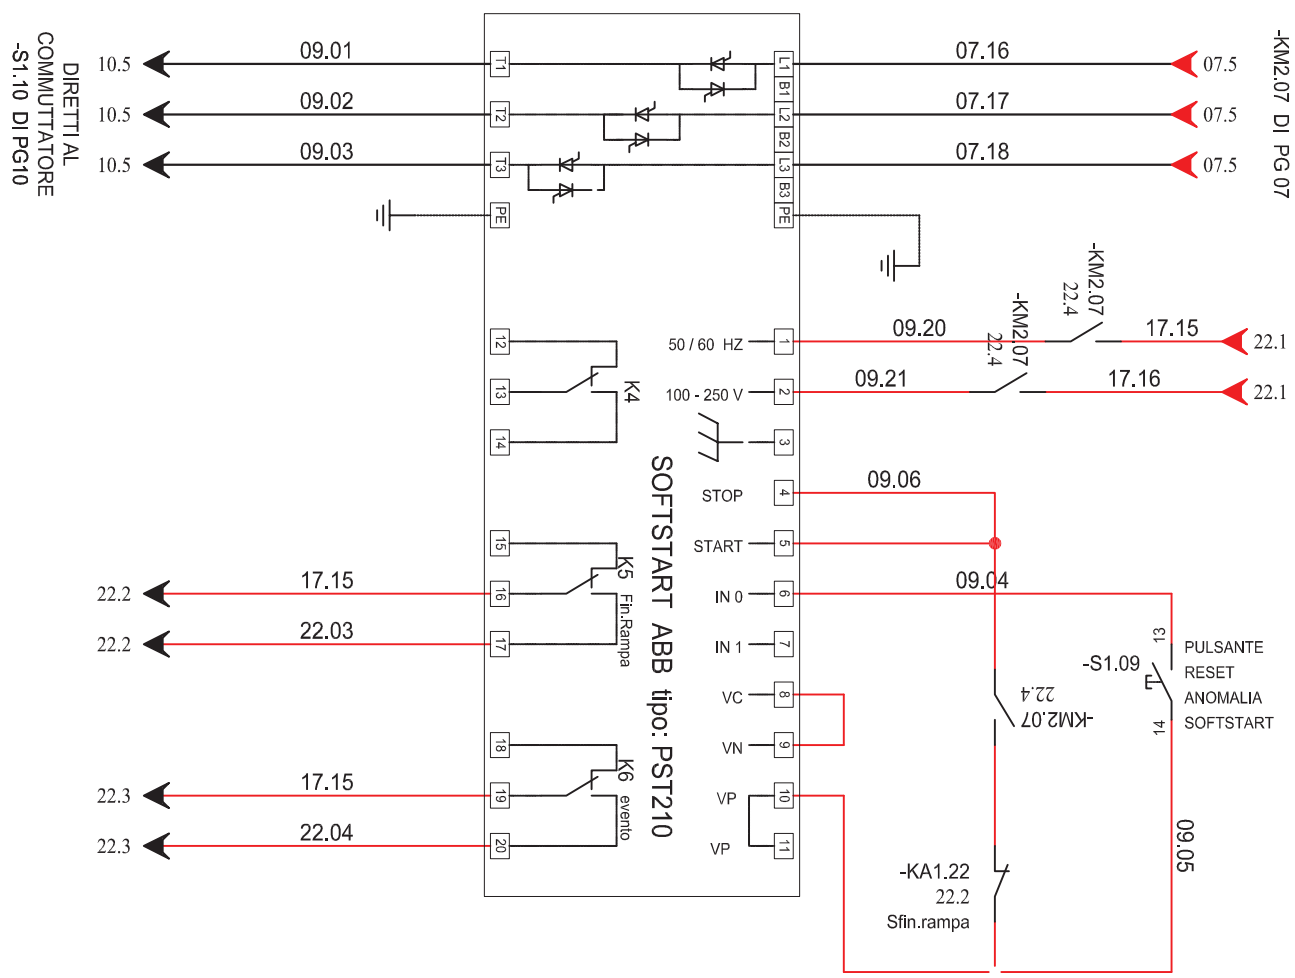 DIRETTI AL
COMMUTTATORE
-S1.10 DI PG10
10.5
09.01
T1
L1
07.16
07.5
B1
10.5
09.02
T2
L2
07.17
07.5
B2
10.5
09.03
T3
L3
07.18
07.5
B3
PE
PE
-KM2.07 DI PG 07
-KM2.07
22.4
-KM2.07
22.4
12
50 / 60 HZ
1
09.20
17.15
22.1
13
K4
100 - 250 V
2
09.21
17.16
22.1
14
3
STOP
4
09.06
15
START
5
22.2
17.15
16
K5 Fin.Rampa
IN 0
6
09.04
22.2
22.03
17
IN 1
7
SOFTSTART ABB tipo: PST210
VC
8
18
VN
9
22.3
17.15
19
K6 evento
VP
10
22.3
22.04
20
VP
11
22.4
-KM2.07
-S1.09
13
14
PULSANTE
RESET
ANOMALIA
SOFTSTART
09.05
-KA1.22
22.2
Sfin.rampa